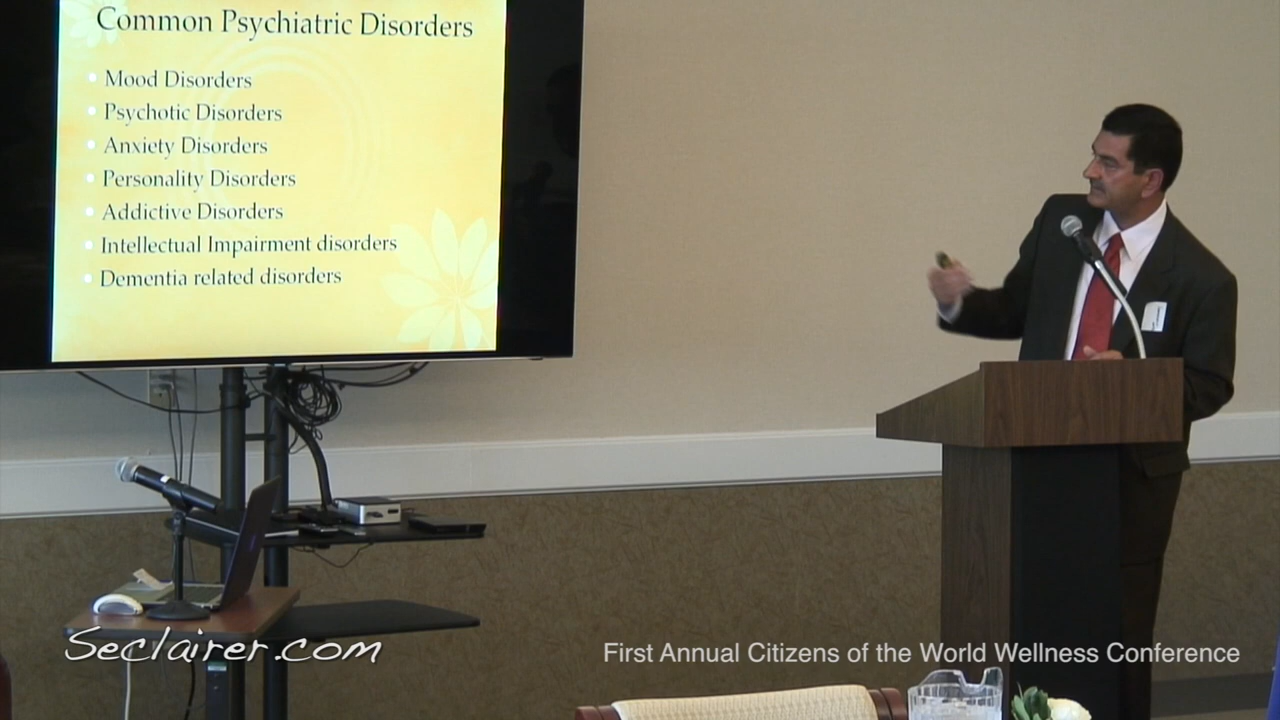 Common Psychiatric Disorders
• Mood Disorders
• Psychotic Disorders
• Anxiety Disorders
• Personality Disorders
• Addictive Disorders
• Intellectual Impairment disorders
• Dementia related disorders
Seclairer.com
First Annual Citizens of the World Wellness Conference